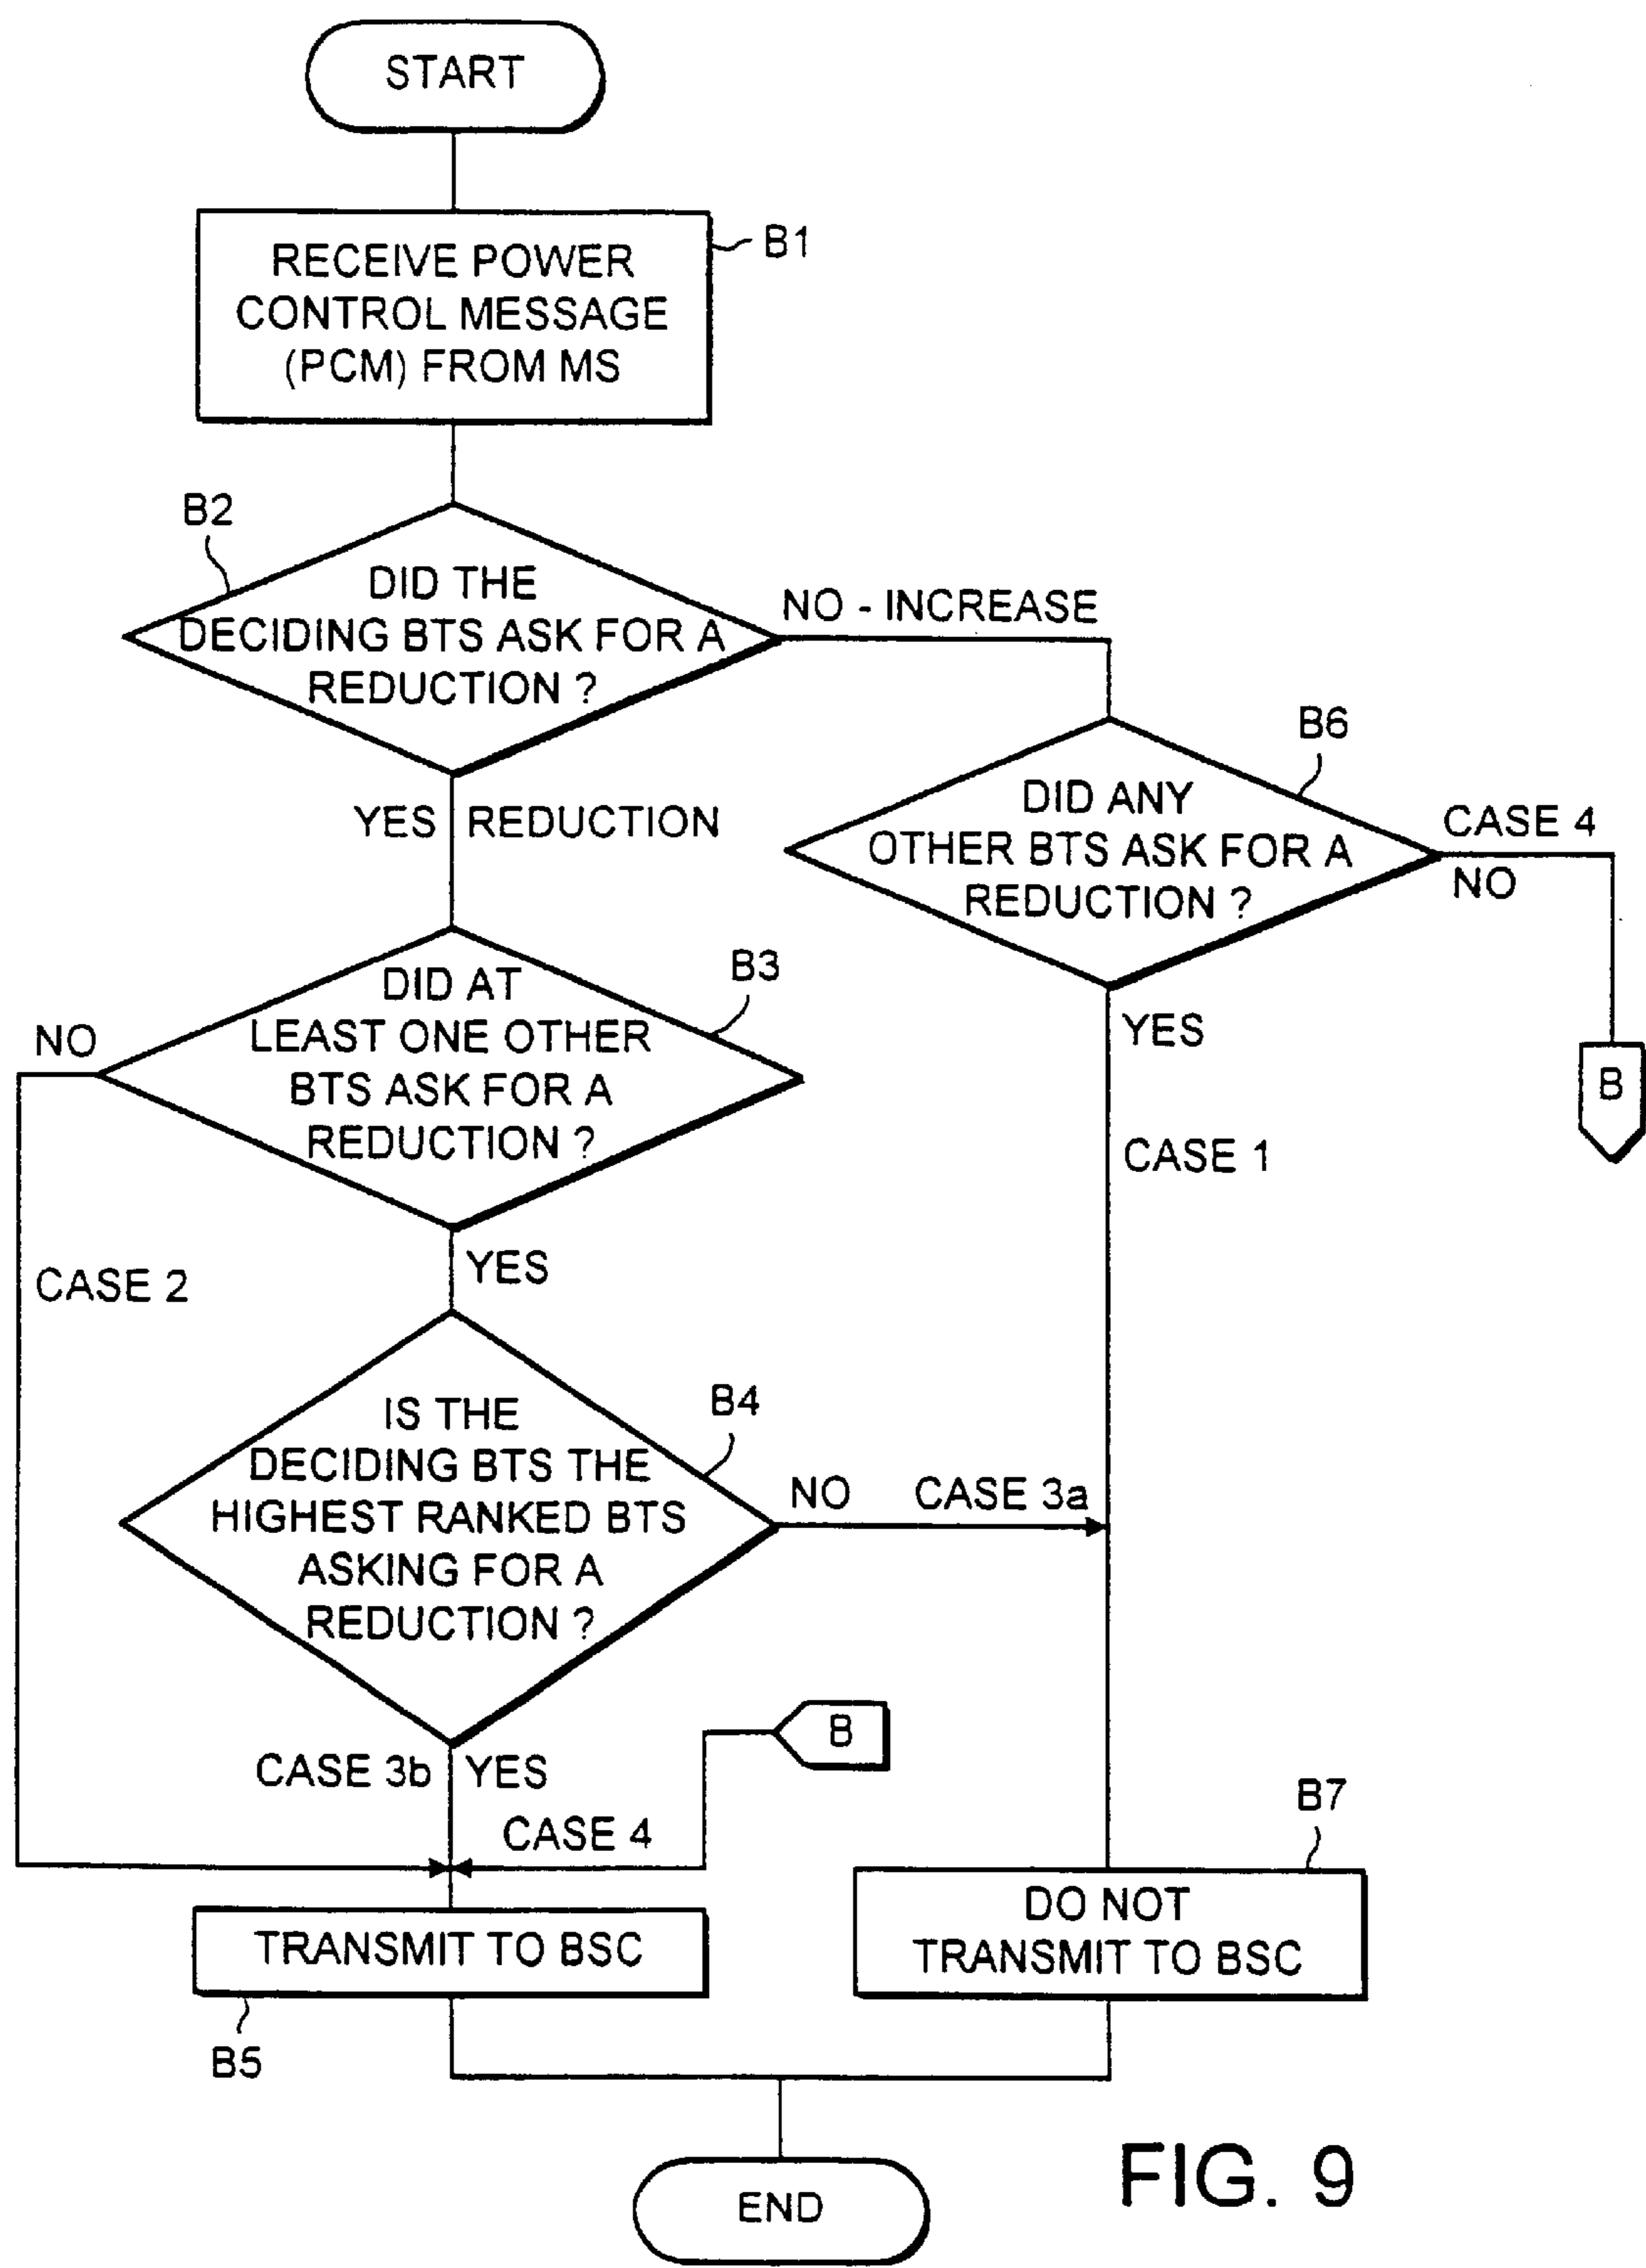 START
RECEIVE POWER
CONTROL MESSAGE
(PCM) FROM MS
B1
B2
DID THE
DECIDING BTS ASK FOR A
REDUCTION ?
NO - INCREASE
YES REDUCTION
B6
DID ANY
OTHER BTS ASK FOR A
REDUCTION ?
CASE 4
NO
B
YES
CASE 1
B3
DID AT
LEAST ONE OTHER
BTS ASK FOR A
REDUCTION ?
NO
CASE 2
YES
B4
IS THE
DECIDING BTS THE
HIGHEST RANKED BTS
ASKING FOR A
REDUCTION ?
NO CASE 3a
B
CASE 3b YES
CASE 4
TRANSMIT TO BSC
B5
B7
DO NOT
TRANSMIT TO BSC
END
FIG. 9